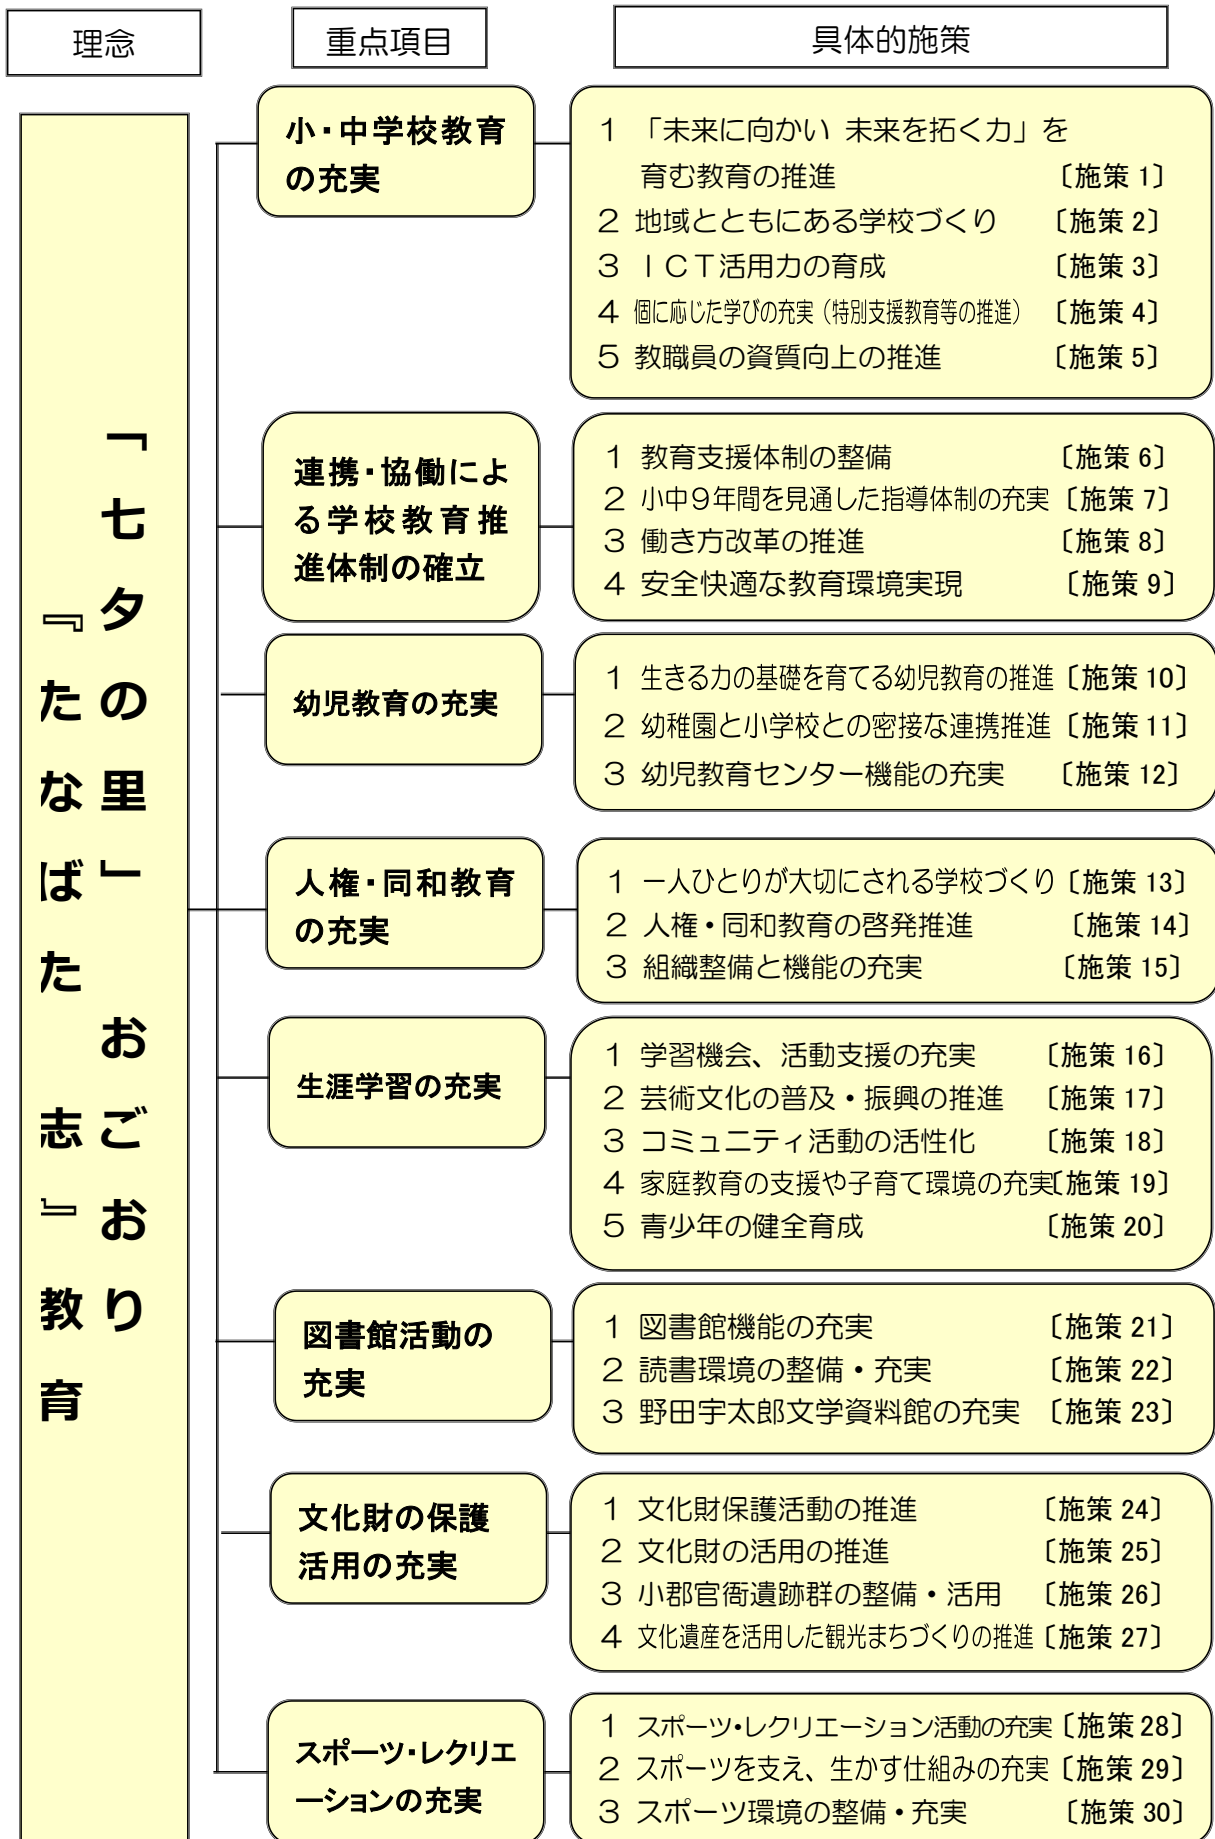 理念
重点項目
具体的施策
「七夕の里」おごおり
『たなばた志』教育
小・中学校教育
の充実
1 「未来に向かい 未来を拓く力」を
育む教育の推進 〔施策 1〕
2 地域とともにある学校づくり 〔施策 2〕
3 ICT活用力の育成 〔施策 3〕
4 個に応じた学びの充実（特別支援教育等の推進） 〔施策 4〕
5 教職員の資質向上の推進 〔施策 5〕
連携・協働によ
る学校教育推
進体制の確立
1 教育支援体制の整備 〔施策 6〕
2 小中９年間を見通した指導体制の充実 〔施策 7〕
3 働き方改革の推進 〔施策 8〕
4 安全快適な教育環境実現 〔施策 9〕
幼児教育の充実
1 生きる力の基礎を育てる幼児教育の推進 〔施策 10〕
2 幼稚園と小学校との密接な連携推進 〔施策 11〕
3 幼児教育センター機能の充実 〔施策 12〕
人権・同和教育
の充実
1 一人ひとりが大切にされる学校づくり 〔施策 13〕
2 人権・同和教育の啓発推進 〔施策 14〕
3 組織整備と機能の充実 〔施策 15〕
生涯学習の充実
1 学習機会、活動支援の充実 〔施策 16〕
2 芸術文化の普及・振興の推進 〔施策 17〕
3 コミュニティ活動の活性化 〔施策 18〕
4 家庭教育の支援や子育て環境の充実 〔施策 19〕
5 青少年の健全育成 〔施策 20〕
図書館活動の
充実
1 図書館機能の充実 〔施策 21〕
2 読書環境の整備・充実 〔施策 22〕
3 野田宇太郎文学資料館の充実 〔施策 23〕
文化財の保護
活用の充実
1 文化財保護活動の推進 〔施策 24〕
2 文化財の活用の推進 〔施策 25〕
3 小郡官衙遺跡群の整備・活用 〔施策 26〕
4 文化遺産を活用した観光まちづくりの推進 〔施策 27〕
スポーツ・レクリエ
ーションの充実
1 スポーツ・レクリエーション活動の充実 〔施策 28〕
2 スポーツを支え、生かす仕組みの充実 〔施策 29〕
3 スポーツ環境の整備・充実 〔施策 30〕